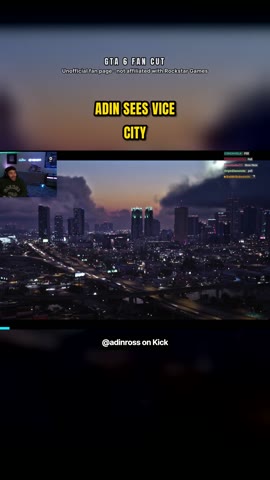 GTA 6 FAN CUT
Unofficial fan page · not affiliated with Rockstar Games
ADIN SEES VICE
CITY
@adinross on Kick